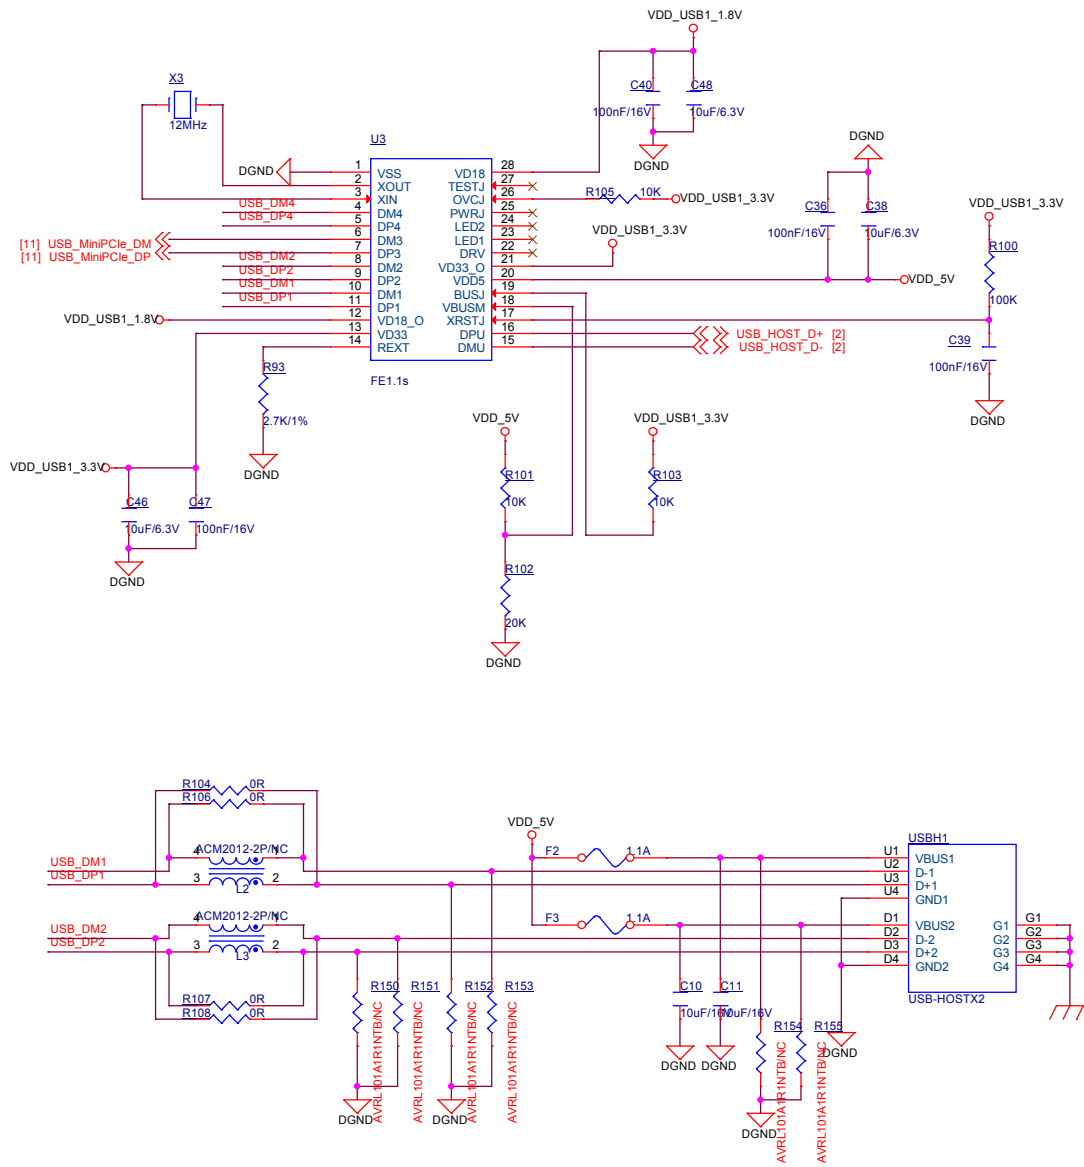 VDD_USB1_1.8V
C40
C48
100nF/16V
10uF/6.3V
DGND
X3
12MHz
U3
DGND
1
2
3
4
5
6
7
8
9
10
11
12
13
14
VSS
XOUT
XIN
DM4
DP4
DM3
DP3
DM2
DP2
DM1
DP1
VD18_O
VD33
REXT
VD18
TESTJ
OVCJ
PWRJ
LED2
LED1
DRV
VD33_O
VDD5
BUSJ
VBUSM
XRSTJ
DPU
DMU
28
27
26
25
24
23
22
21
20
19
18
17
16
15
FE1.1s
USB_DM4
USB_DP4
[11] USB_MiniPCIe_DM
[11] USB_MiniPCIe_DP
USB_DM2
USB_DP2
USB_DM1
USB_DP1
VDD_USB1_1.8V
R93
2.7K/1%
DGND
VDD_USB1_3.3V
C46
C47
10uF/6.3V
100nF/16V
DGND
R105
10K
VDD_USB1_3.3V
VDD_USB1_3.3V
DGND
C36
C38
100nF/16V
10uF/6.3V
VDD_5V
VDD_USB1_3.3V
R100
100K
USB_HOST_D+ [2]
USB_HOST_D- [2]
C39
100nF/16V
DGND
VDD_5V
VDD_USB1_3.3V
R101
10K
R103
10K
R102
20K
DGND
R104
0R
R106
0R
4
ACM2012-2P/NC
1
USB_DM1
USB_DP1
3
2
L2
4
ACM2012-2P/NC
1
USB_DM2
USB_DP2
3
2
L3
R107
0R
R108
0R
VDD_5V
F2
1.1A
F3
1.1A
USBH1
U1
U2
U3
U4
D1
D2
D3
D4
VBUS1
D-1
D+1
GND1
VBUS2
D-2
D+2
GND2
G1
G2
G3
G4
G1
G2
G3
G4
USB-HOSTX2
R150
R151
R152
R153
AVRL101A1R1NTB/NC
AVRL101A1R1NTB/NC
AVRL101A1R1NTB/NC
AVRL101A1R1NTB/NC
DGND
DGND
C10
C11
10uF/16V
10uF/16V
DGND
DGND
R154
R155
AVRL101A1R1NTB/NC
AVRL101A1R1NTB/NC
DGND
DGND